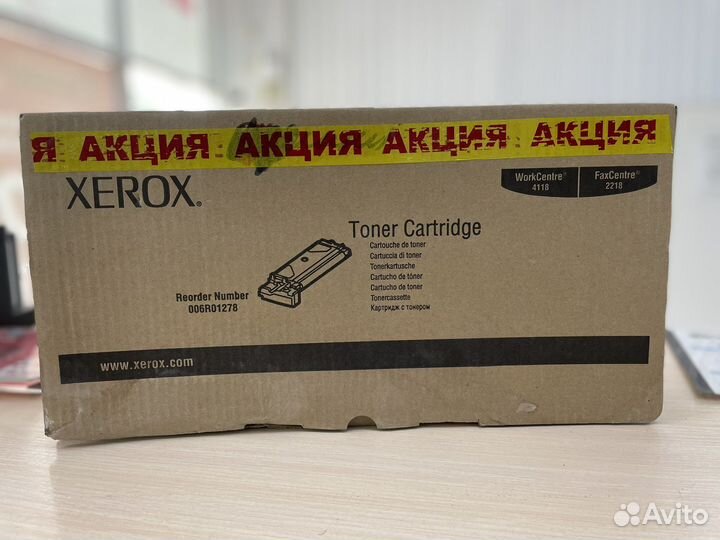 Я АКЦИЯ АКЦИЯ АКЦИЯ АКЦИЯ
XEROX®
WorkCentre®
4118
FaxCentre®
2218
Toner Cartridge
Cartouche de toner
Cartuccia di toner
Tonerkartusche
Cartucho de tóner
Cartucho de toner
Tonercassette
Картридж с тонером
Reorder Number
006R01278
www.xerox.com
Avito